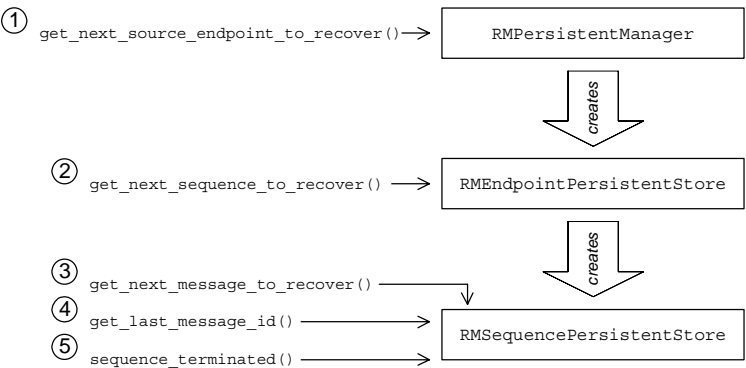 1
get_next_source_endpoint_to_recover()
RMPersistentManager
creates
2
get_next_sequence_to_recover()
RMEndpointPersistentStore
creates
3
get_next_message_to_recover()
4
get_last_message_id()
RMSequencePersistentStore
5
sequence_terminated()